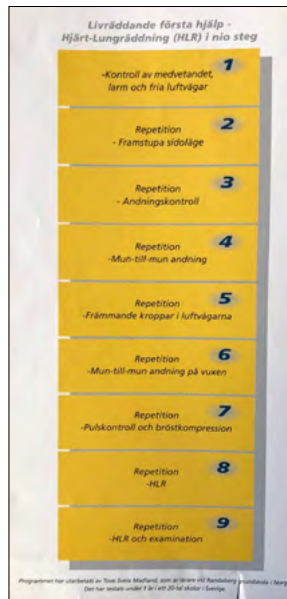 Livräddande första hjälp -
Hjärt-Lungräddning (HLR) i nio steg
1
-Kontroll av medvetandet,
larm och fria luftvägar
Repetition 2
- Framstupa sidoläge
Repetition 3
- Andningskontroll
Repetition 4
-Mun-till-mun andning
Repetition 5
-Främmande kroppar i luftvägarna
Repetition 6
-Mun-till-mun andning på vuxen
Repetition 7
-Pulskontroll och bröstkompression
Repetition 8
-HLR
Repetition 9
-HLR och examination
Programmet har utarbetats av Tove Sveia Madland, som är lärare vid Randaberg grundskola i Norge
Det har testats under 1 år i ett 20-tal skolor i Sverige.